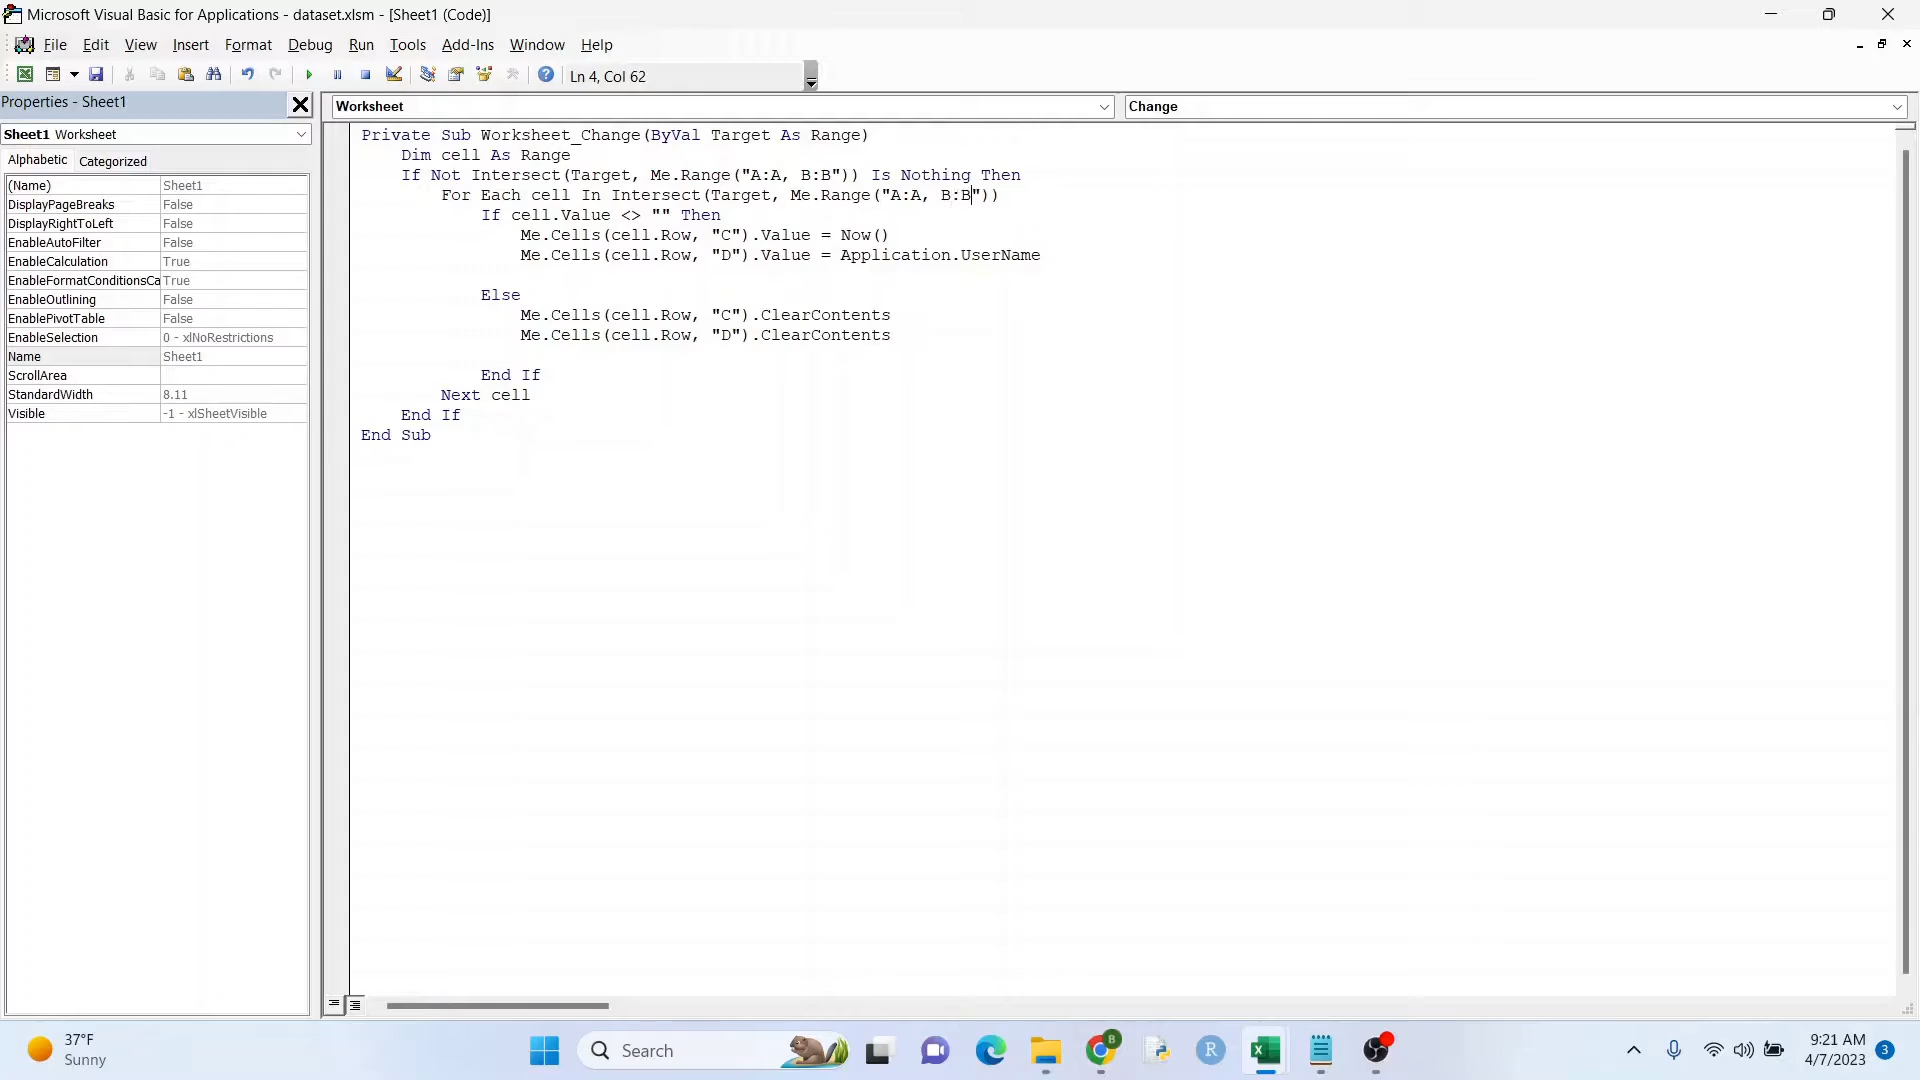 Microsoft Visual Basic for Applications - dataset.xlsm - [Sheet1 (Code)]
File Edit View Insert Format Debug Run Tools Add-Ins Window Help
Ln 4, Col 62
Properties - Sheet1
Sheet1 Worksheet
Alphabetic Categorized
(Name) Sheet1
DisplayPageBreaks False
DisplayRightToLeft False
EnableAutoFilter False
EnableCalculation True
EnableFormatConditionsCa True
EnableOutlining False
EnablePivotTable False
EnableSelection 0 - xlNoRestrictions
Name Sheet1
ScrollArea
StandardWidth 8.11
Visible -1 - xlSheetVisible
Worksheet Change
Private Sub Worksheet_Change(ByVal Target As Range)
Dim cell As Range
If Not Intersect(Target, Me.Range("A:A, B:B")) Is Nothing Then
For Each cell In Intersect(Target, Me.Range("A:A, B:B"))
If cell.Value <> "" Then
Me.Cells(cell.Row, "C").Value = Now()
Me.Cells(cell.Row, "D").Value = Application.UserName
Else
Me.Cells(cell.Row, "C").ClearContents
Me.Cells(cell.Row, "D").ClearContents
End If
Next cell
End If
End Sub
37°F
Sunny
Search
B
R
9:21 AM
4/7/2023
3